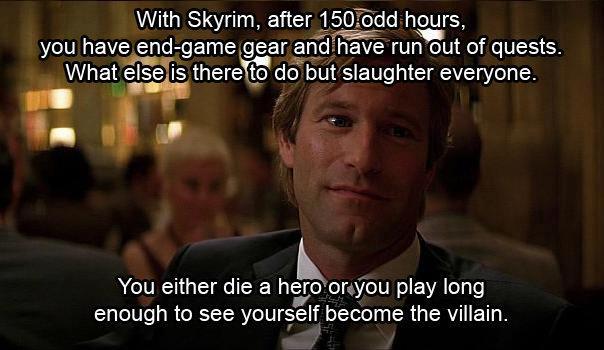 With Skyrim, after 150 odd hours,
you have end-game gear and have run out of quests.
What else is there to do but slaughter everyone.
You either die a hero or you play long
enough to see yourself become the villain.